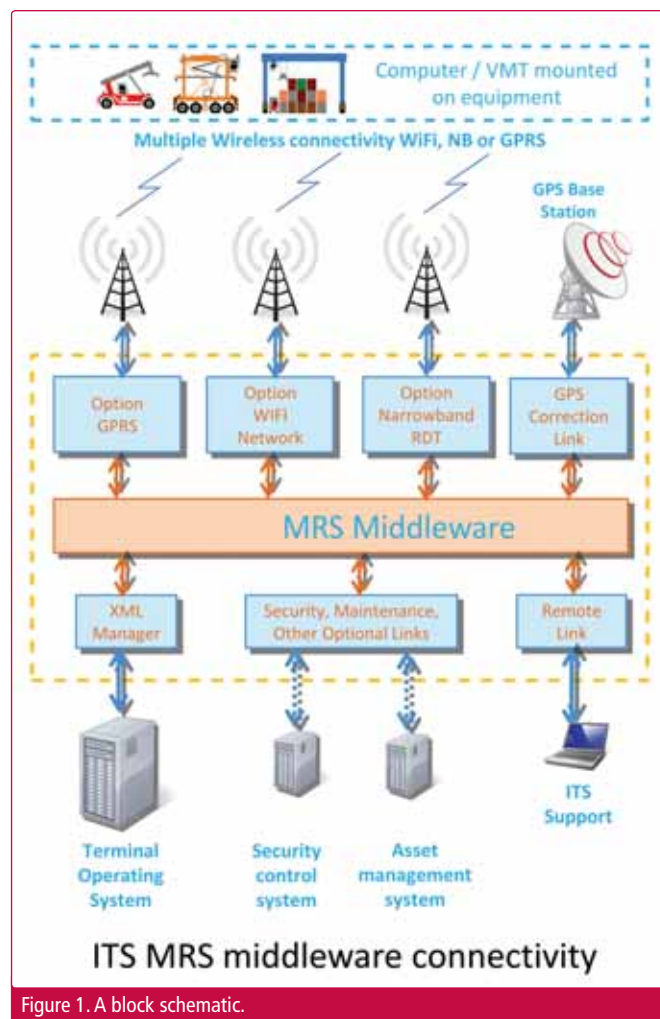 Computer / VMT mounted
on equipment
Multiple Wireless connectivity WiFi, NB or GPRS
GPS Base
Station
Option
GPRS
Option
WiFi
Network
Option
Narrowband
RDT
GPS
Correction
Link
MRS Middleware
XML
Manager
Security, Maintenance,
Other Optional Links
Remote
Link
Terminal
Operating
System
Security
control
system
Asset
management
system
ITS
Support
ITS MRS middleware connectivity
Figure 1. A block schematic.